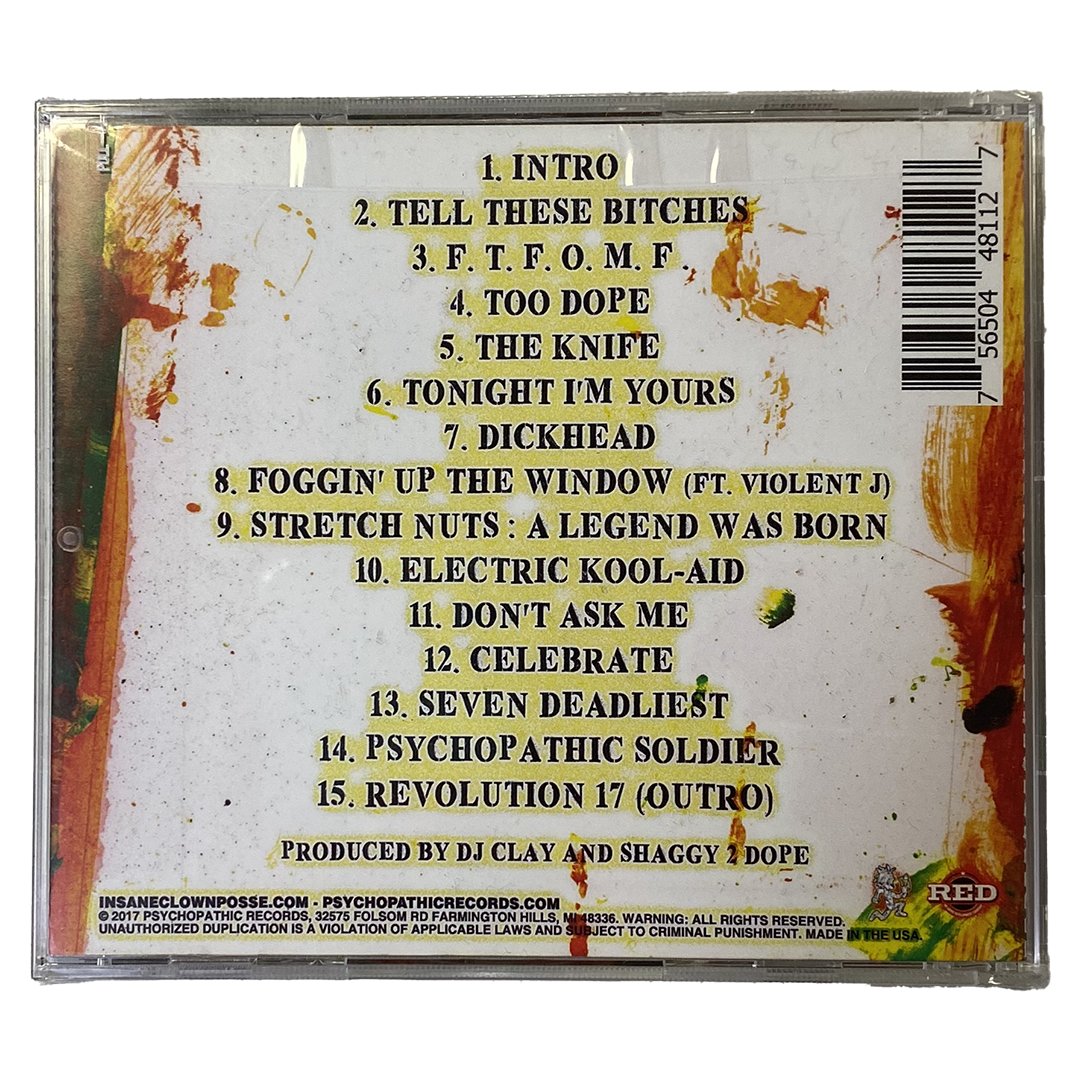 1. INTRO
2. TELL THESE BITCHES
3. F. T. F. O. M. F.
4. TOO DOPE
5. THE KNIFE
6. TONIGHT I'M YOURS
7. DICKHEAD
8. FOGGIN' UP THE WINDOW (FT. VIOLENT J)
9. STRETCH NUTS : A LEGEND WAS BORN
10. ELECTRIC KOOL-AID
11. DON'T ASK ME
12. CELEBRATE
13. SEVEN DEADLIEST
14. PSYCHOPATHIC SOLDIER
15. REVOLUTION 17 (OUTRO)
PRODUCED BY DJ CLAY AND SHAGGY 2 DOPE
7 56504 48112 7
RED
INSANECLOWNPOSSE.COM - PSYCHOPATHICRECORDS.COM
© 2017 PSYCHOPATHIC RECORDS, 32575 FOLSOM RD FARMINGTON HILLS, MI 48336. WARNING: ALL RIGHTS RESERVED.
UNAUTHORIZED DUPLICATION IS A VIOLATION OF APPLICABLE LAWS AND SUBJECT TO CRIMINAL PUNISHMENT. MADE IN THE USA.